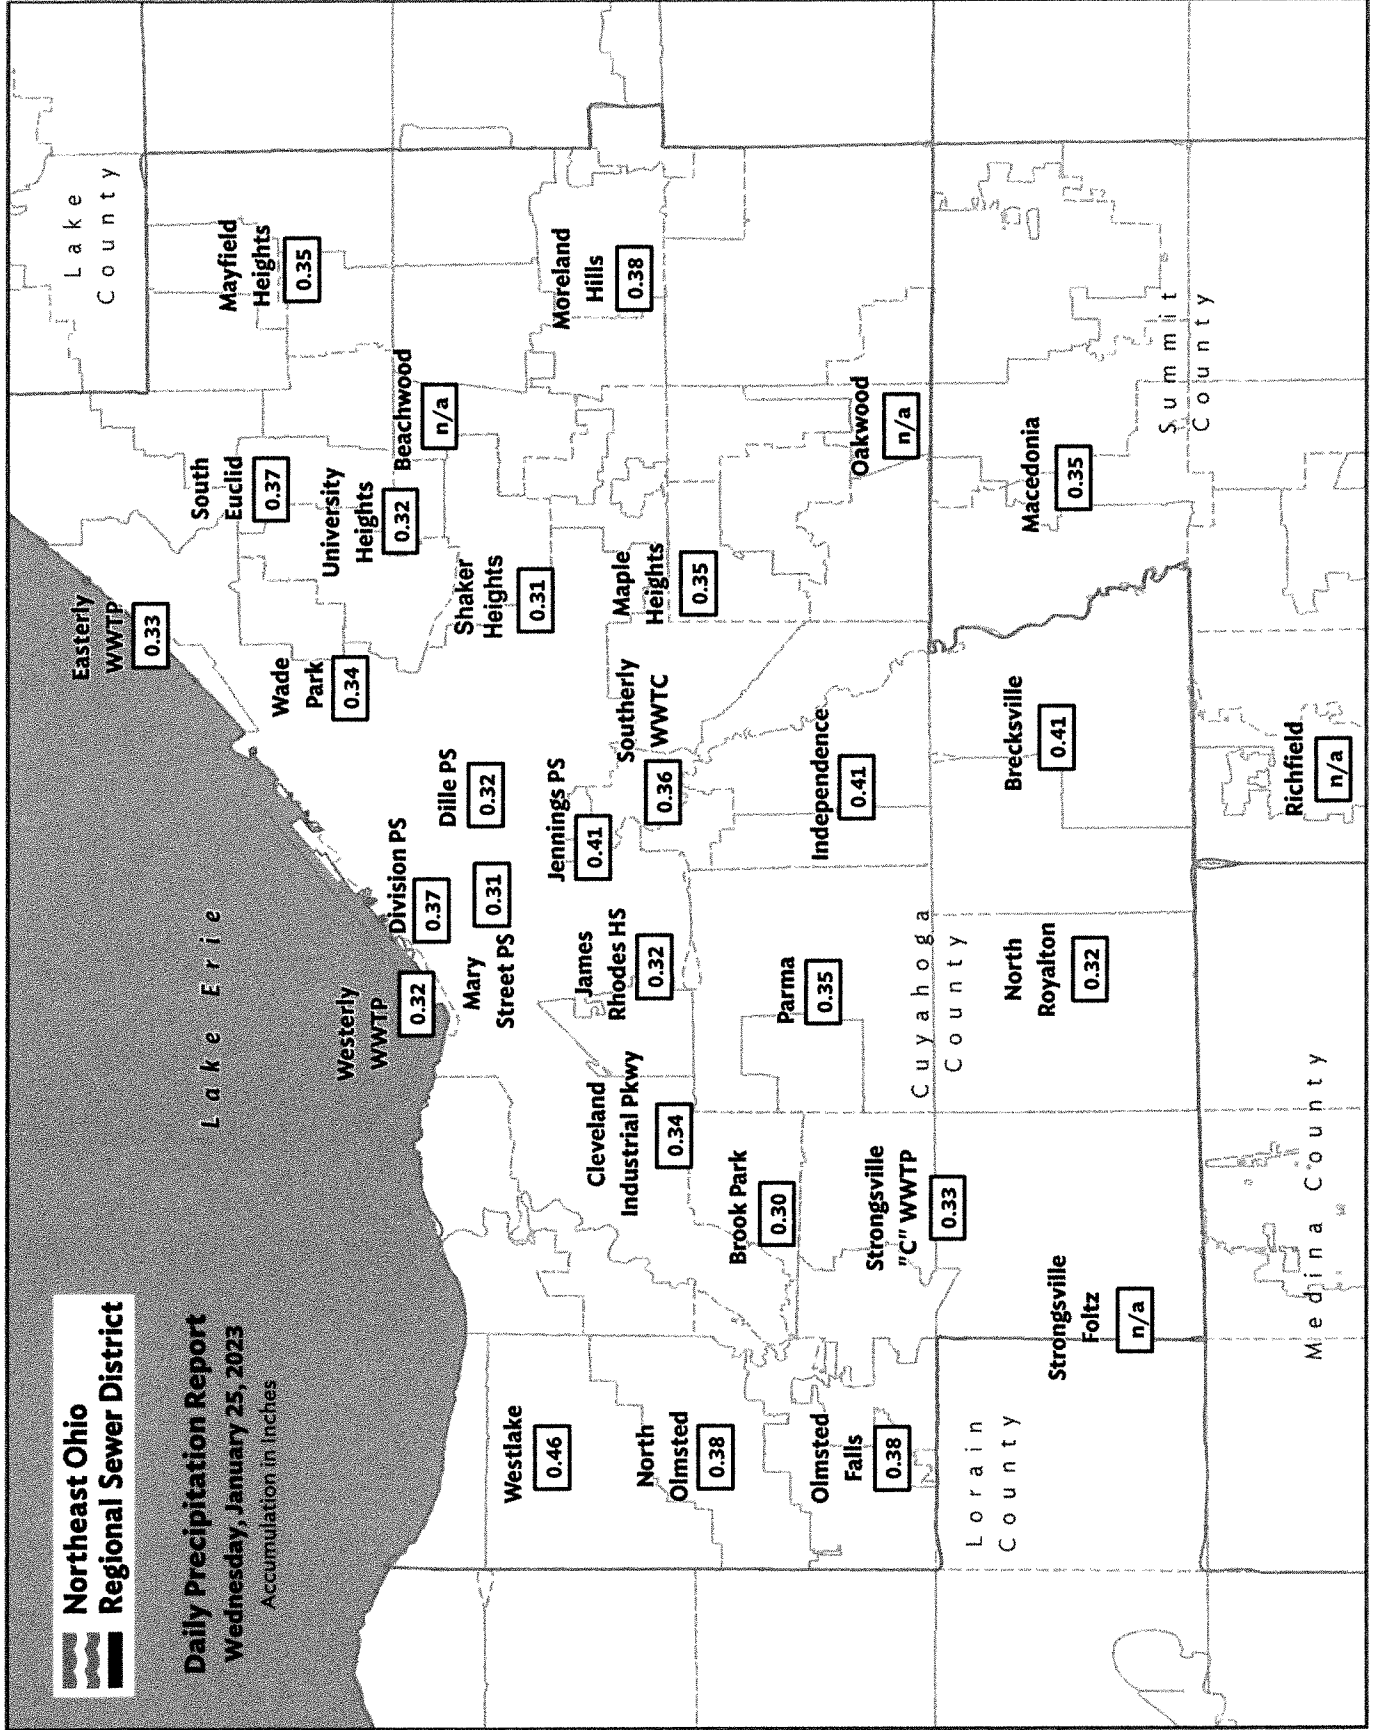 Northeast Ohio
Regional Sewer District
Daily Precipitation Report
Wednesday, January 25, 2023
Accumulation in Inches
Lake Erie
Lake
County
Easterly
WWTP
0.33
Mayfield
Heights
0.35
South
Euclid
0.37
Wade
Park
0.34
University
Heights
0.32
Beachwood
n/a
Westerly
WWTP
0.32
Division PS
0.37
Dille PS
0.32
Mary
Street PS
0.31
Shaker
Heights
0.31
Moreland
Hills
0.38
Westlake
0.46
Jennings PS
0.41
James
Rhodes HS
0.32
Cleveland
Industrial Pkwy
0.34
Southerly
WWTC
0.36
Maple
Heights
0.35
North
Olmsted
0.38
Brook Park
0.30
Parma
0.35
Independence
0.41
Oakwood
n/a
Olmsted
Falls
0.38
Strongsville
"C" WWTP
0.33
Cuyahoga
County
Lorain
County
North
Royalton
0.32
Brecksville
0.41
Macedonia
0.35
Strongsville
Foltz
n/a
Summit
County
Medina County
Richfield
n/a